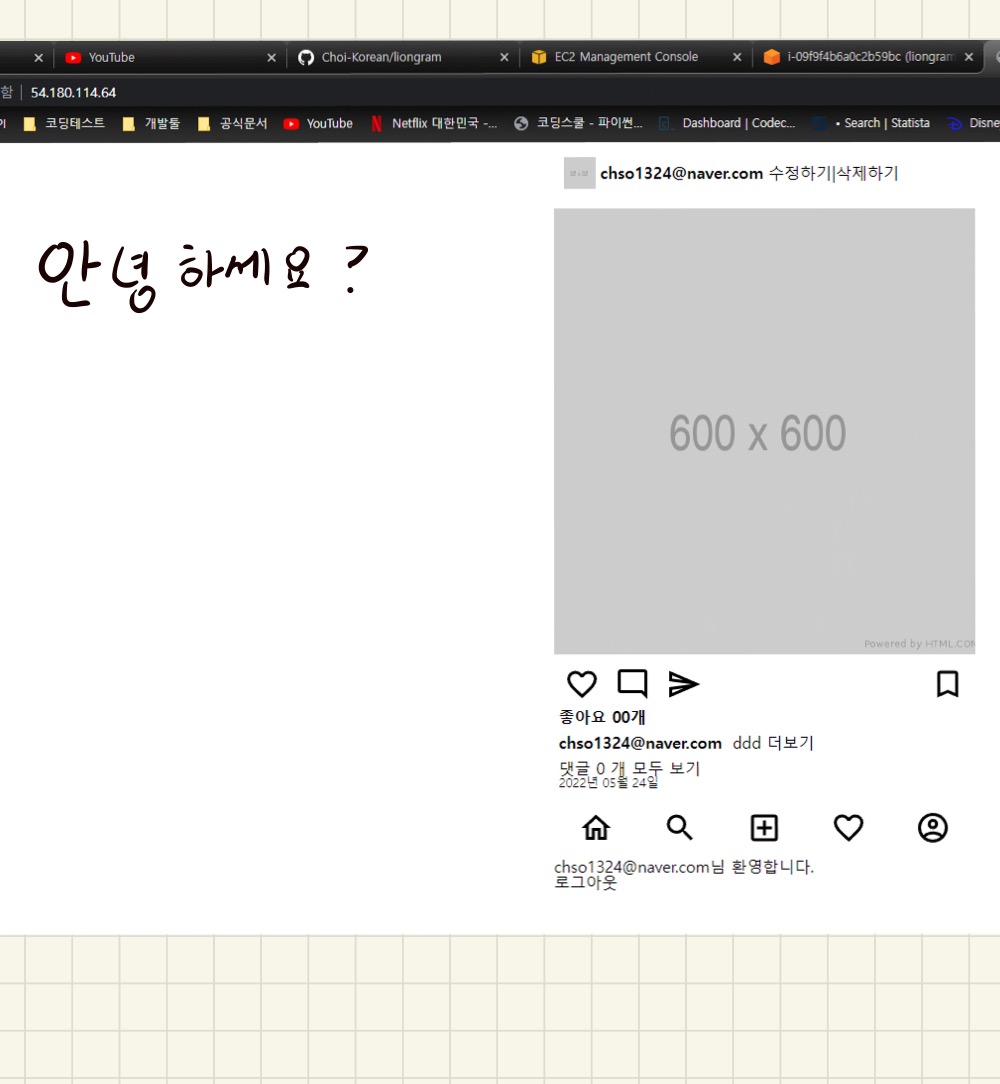 YouTube
Choi-Korean/liongram
EC2 Management Console
i-09f9f4b6a0c2b59bc (liongram
함 | 54.180.114.64
코딩테스트
개발툴
공식문서
YouTube
Netflix 대한민국 -...
코딩스쿨 - 파이썬...
Dashboard | Codec...
• Search | Statista
Disne
chso1324@naver.com 수정하기|삭제하기
안녕하세요?
600 x 600
Powered by HTML.COM
좋아요 00개
chso1324@naver.com ddd 더보기
댓글 0 개 모두 보기
2022년 05월 24일
chso1324@naver.com님 환영합니다.
로그아웃